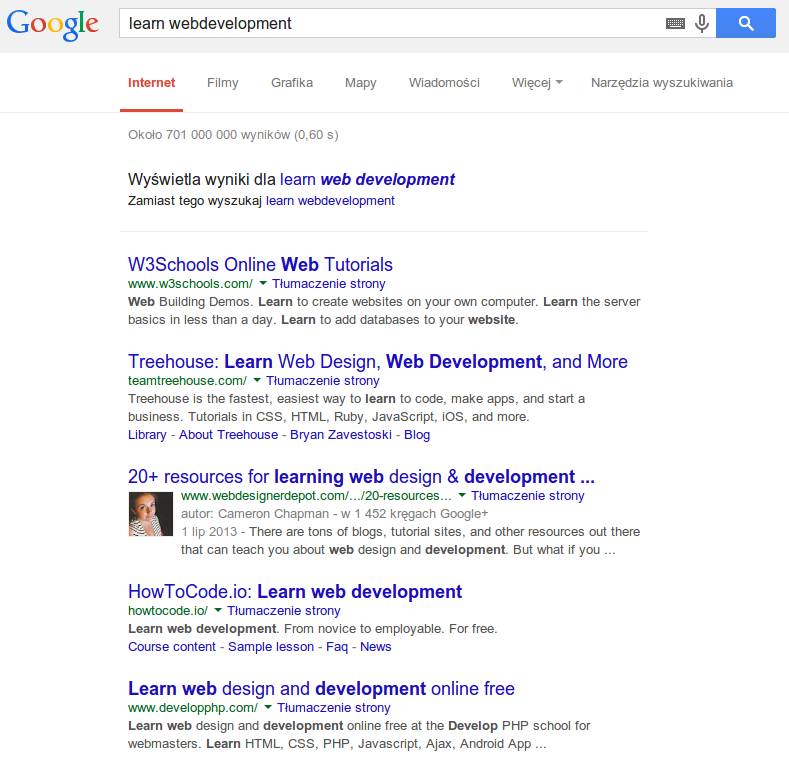 Google
learn webdevelopment
Internet Filmy Grafika Mapy Wiadomości Więcej Narzędzia wyszukiwania
Około 701 000 000 wyników (0,60 s)
Wyświetla wyniki dla learn web development
Zamiast tego wyszukaj learn webdevelopment
W3Schools Online Web Tutorials
www.w3schools.com/ Tłumaczenie strony
Web Building Demos. Learn to create websites on your own computer. Learn the server
basics in less than a day. Learn to add databases to your website.
Treehouse: Learn Web Design, Web Development, and More
teamtreehouse.com/ Tłumaczenie strony
Treehouse is the fastest, easiest way to learn to code, make apps, and start a
business. Tutorials in CSS, HTML, Ruby, JavaScript, iOS, and more.
Library - About Treehouse - Bryan Zavestoski - Blog
20+ resources for learning web design & development ...
www.webdesignerdepot.com/.../20-resources... Tłumaczenie strony
autor: Cameron Chapman - w 1 452 kręgach Google+
1 lip 2013 - There are tons of blogs, tutorial sites, and other resources out there
that can teach you about web design and development. But what if you ...
HowToCode.io: Learn web development
howtocode.io/ Tłumaczenie strony
Learn web development. From novice to employable. For free.
Course content - Sample lesson - Faq - News
Learn web design and development online free
www.developphp.com/ Tłumaczenie strony
Learn web design and development online free at the Develop PHP school for
webmasters. Learn HTML, CSS, PHP, Javascript, Ajax, Android App ...